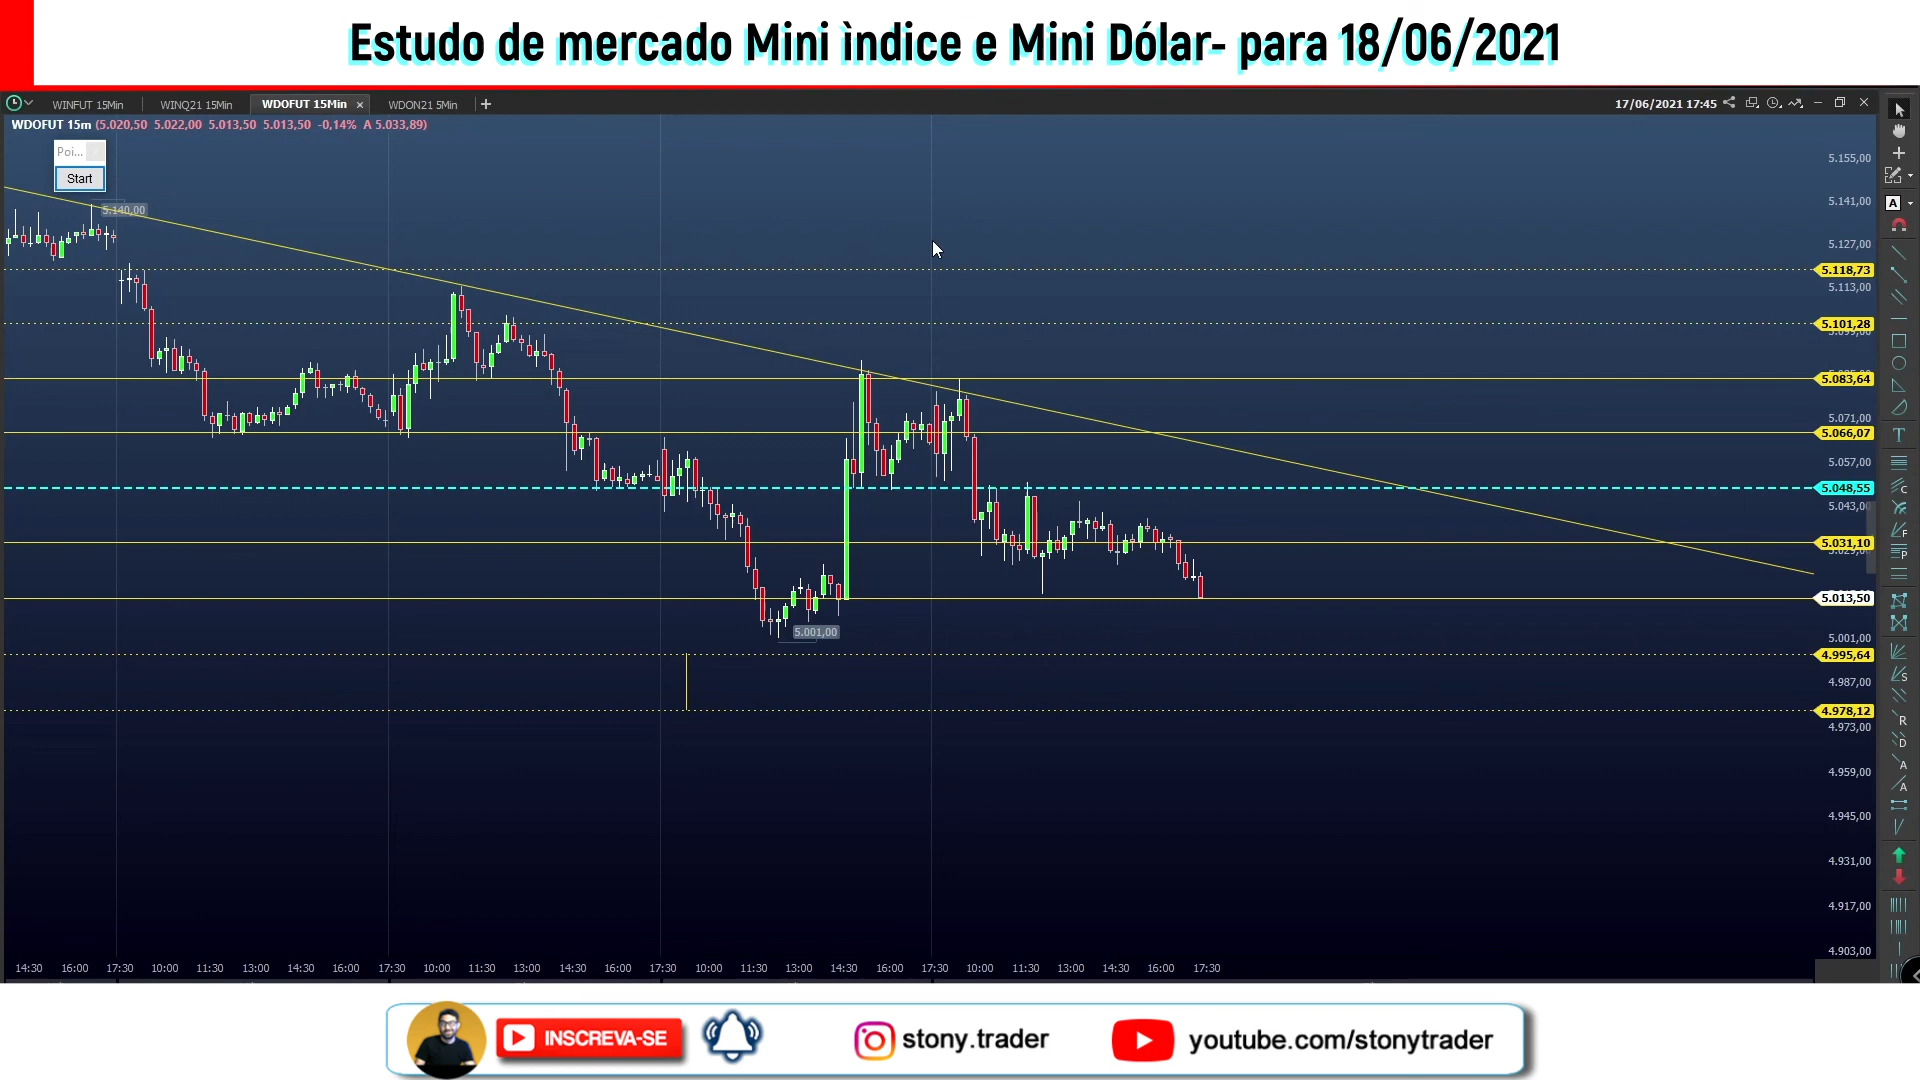 Estudo de mercado Mini ìndice e Mini Dólar- para 18/06/2021
WINFUT 15Min
WINQ21 15Min
WDOFUT 15Min
WDON21 5Min
17/06/2021 17:45
WDOFUT 15m (5.020,50 5.022,00 5.013,50 5.013,50 -0,14% A 5.033,89)
Poi...
Start
5.140,00
5.001,00
5.155,00
5.141,00
5.127,00
5.118,73
5.113,00
5.101,28
5.083,64
5.071,00
5.066,07
5.057,00
5.048,55
5.043,00
5.031,10
5.013,50
5.001,00
4.995,64
4.987,00
4.978,12
4.973,00
4.959,00
4.945,00
4.931,00
4.917,00
4.903,00
14:30 16:00 17:30 10:00 11:30 13:00 14:30 16:00 17:30 10:00 11:30 13:00 14:30 16:00 17:30 10:00 11:30 13:00 14:30 16:00 17:30 10:00 11:30 13:00 14:30 16:00 17:30
INSCREVA-SE
stony.trader
youtube.com/stonytrader